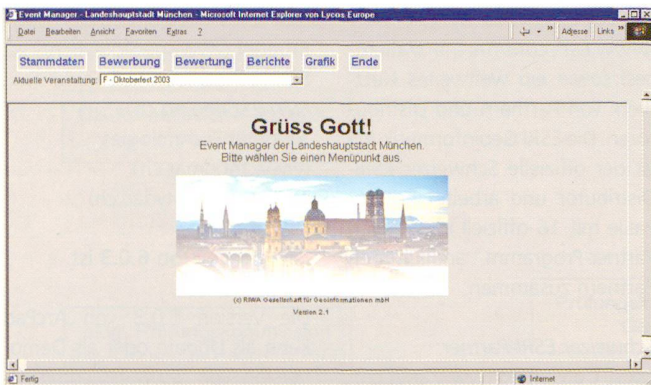 Event Manager - Landeshauptstadt München - Microsoft Internet Explorer von Lycos Europe
Datei Bearbeiten Ansicht Favoriten Extras ?
Adresse Links »
Stammdaten Bewerbung Bewertung Berichte Grafik Ende
Aktuelle Veranstaltung: F - Oktoberfest 2003
Grüss Gott!
Event Manager der Landeshauptstadt München.
Bitte wählen Sie einen Menüpunkt aus.
(c) RIWA Gesellschaft für Geoinformationen mbH
Version 2.1
Fertig
Internet